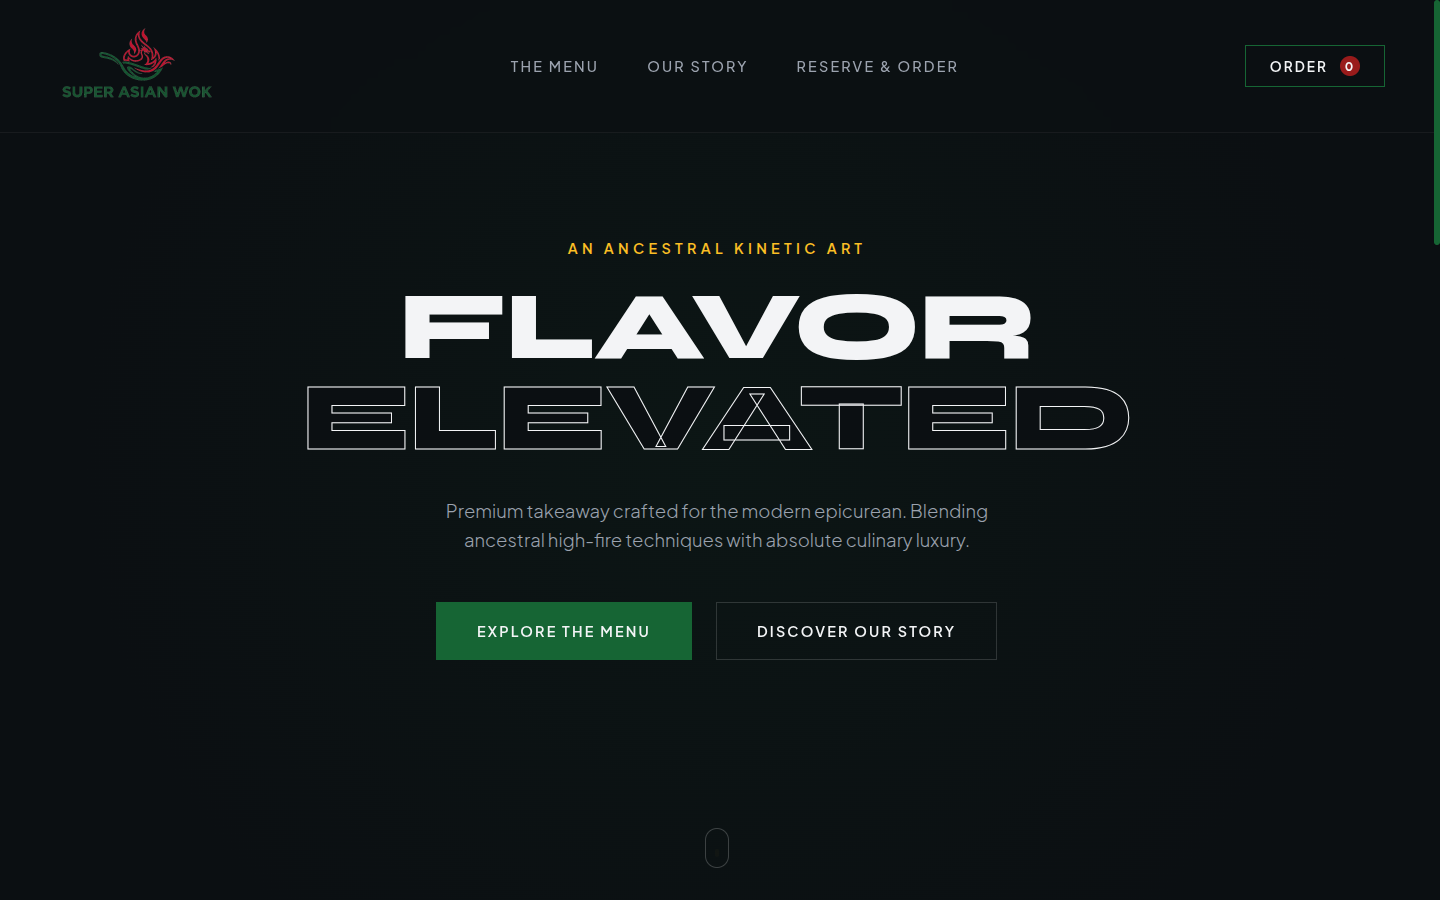 SUPER ASIAN WOK
THE MENU
OUR STORY
RESERVE & ORDER
ORDER 0
AN ANCESTRAL KINETIC ART
FLAVOR
ELEVATED
Premium takeaway crafted for the modern epicurean. Blending
ancestral high-fire techniques with absolute culinary luxury.
EXPLORE THE MENU
DISCOVER OUR STORY